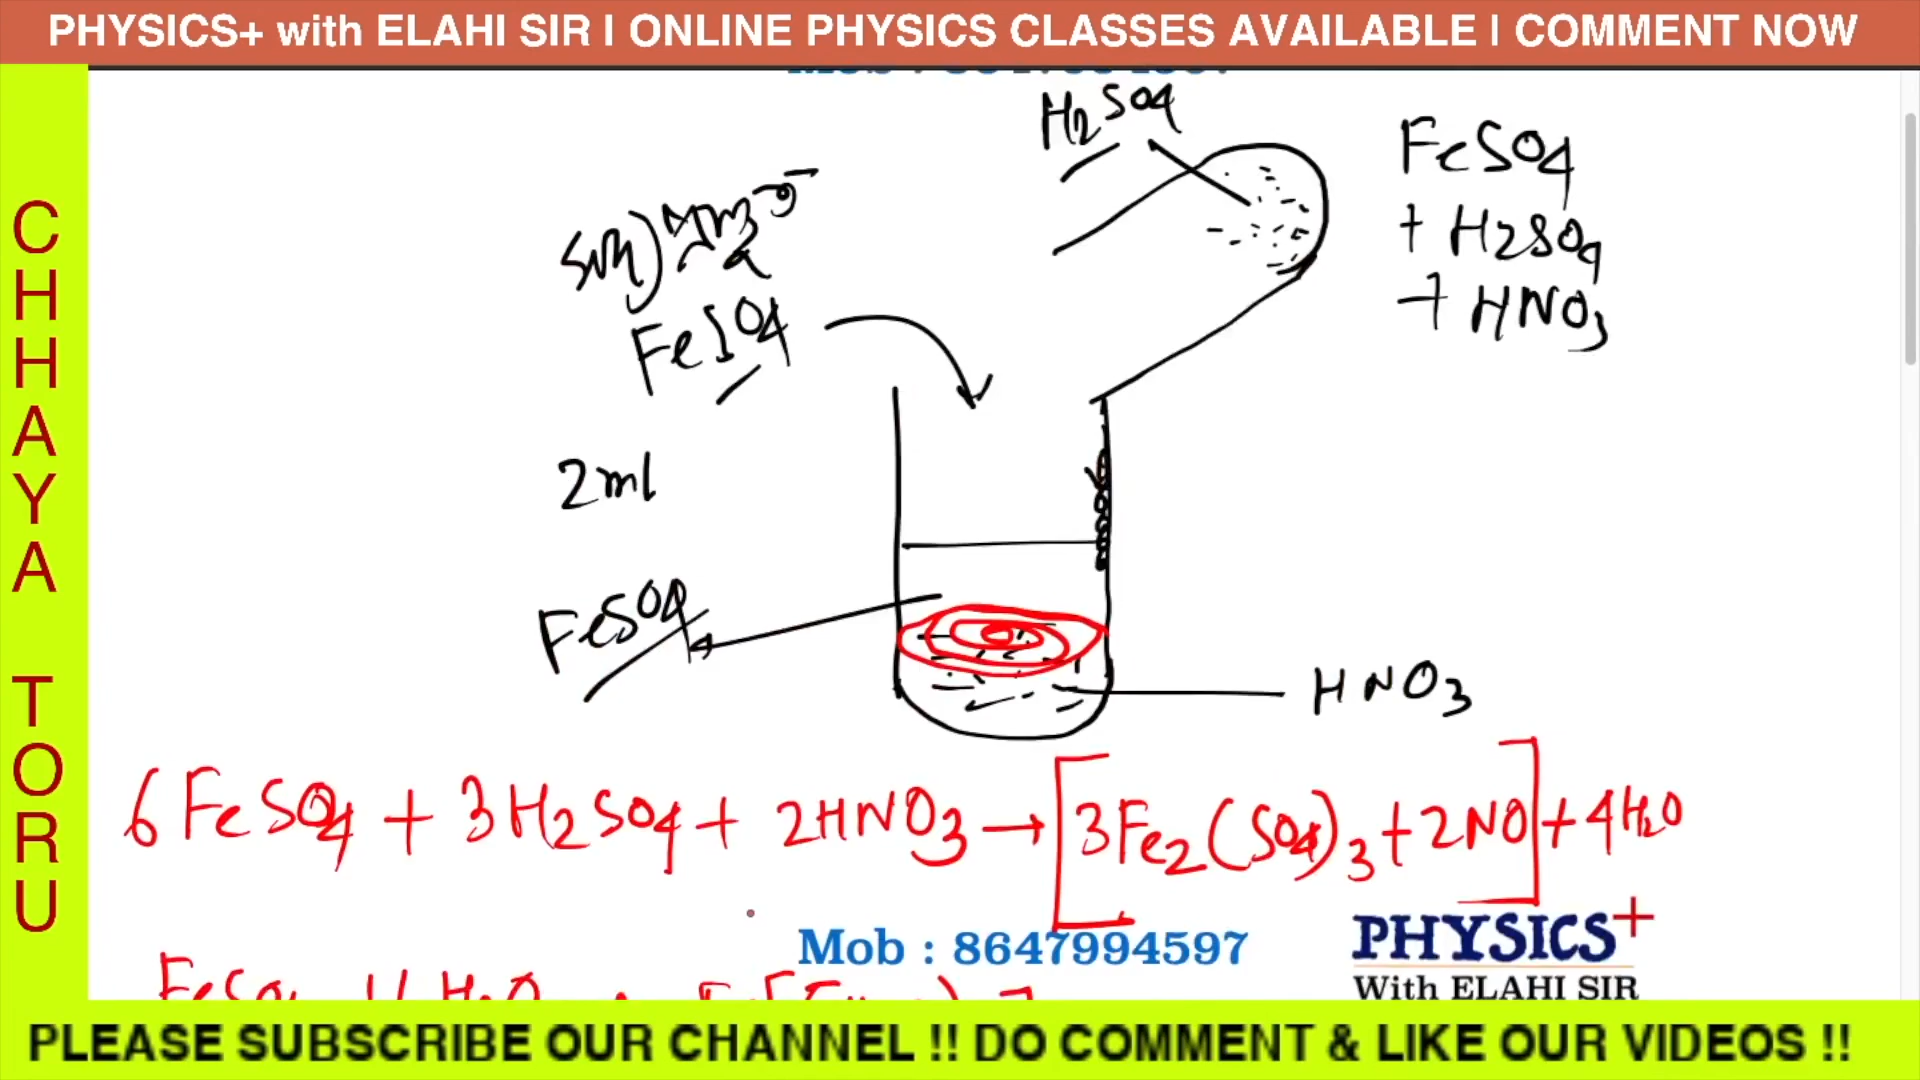 PHYSICS+ with ELAHI SIR I ONLINE PHYSICS CLASSES AVAILABLE I COMMENT NOW
CHHAYA TORU
H2SO4
FeSO4
+ H2SO4
+ HNO3
FeSO4
2ml
FeSO4
HNO3
6FeSO4 + 3H2SO4 + 2HNO3 → [3Fe2(SO4)3 + 2NO] + 4H2O
Mob : 8647994597
PHYSICS+
With ELAHI SIR
PLEASE SUBSCRIBE OUR CHANNEL !! DO COMMENT & LIKE OUR VIDEOS !!